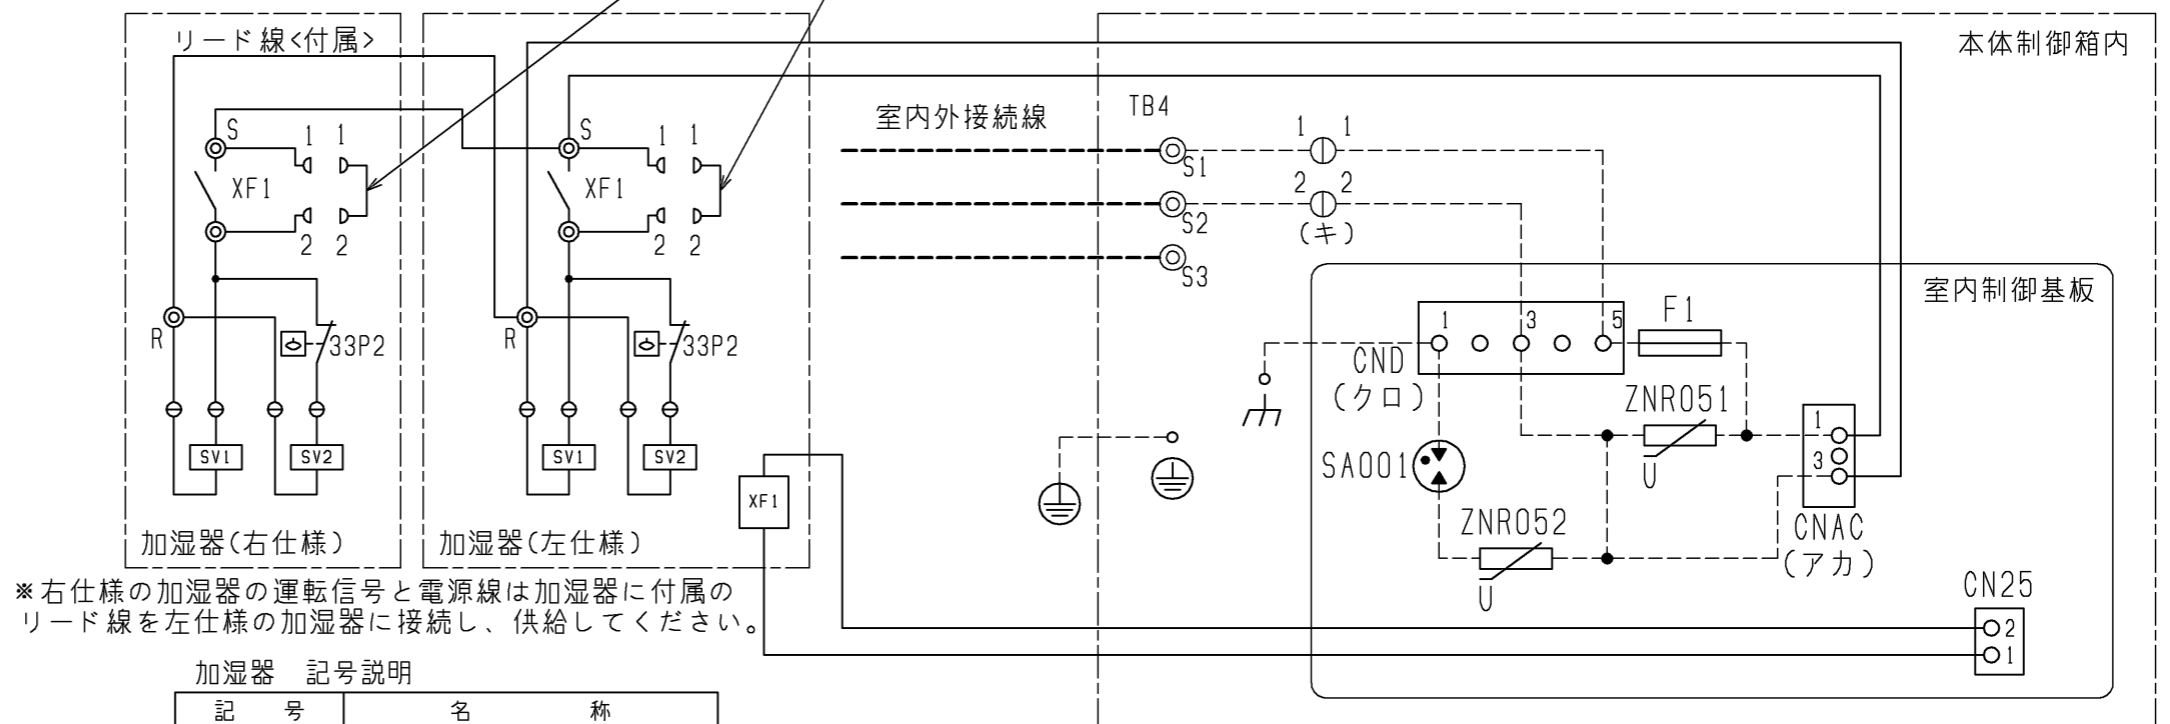 リード線<付属>
本体制御箱内
室内外接続線
TB4
S 1 1
XF1
2 2
R
33P2
SV1 SV2
加湿器(右仕様)
S 1 1
XF1
2 2
R
33P2
SV1 SV2
XF1
加湿器(左仕様)
1 1
S1
2 2
S2
(キ)
S3
室内制御基板
1 3 5
F1
CND
(クロ)
ZNR051
U
SA001
1
3
CNAC
(アカ)
ZNR052
U
CN25
2
1
※右仕様の加湿器の運転信号と電源線は加湿器に付属の
リード線を左仕様の加湿器に接続し、供給してください。
加湿器 記号説明
記 号 名 称